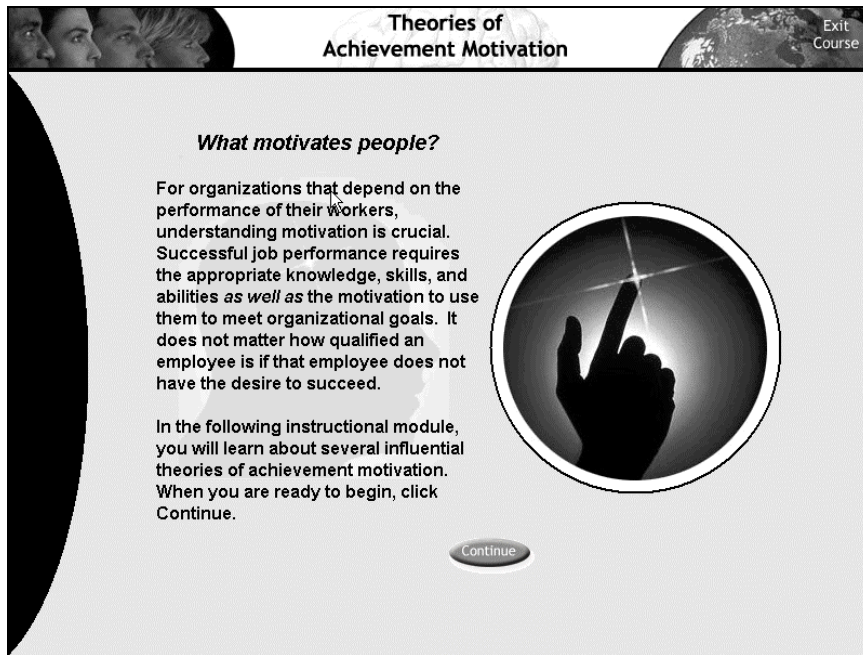 Theories of
Achievement Motivation
Exit
Course
What motivates people?
For organizations that depend on the
performance of their workers,
understanding motivation is crucial.
Successful job performance requires
the appropriate knowledge, skills, and
abilities as well as the motivation to use
them to meet organizational goals.  It
does not matter how qualified an
employee is if that employee does not
have the desire to succeed.
In the following instructional module,
you will learn about several influential
theories of achievement motivation.
When you are ready to begin, click
Continue.
Continue